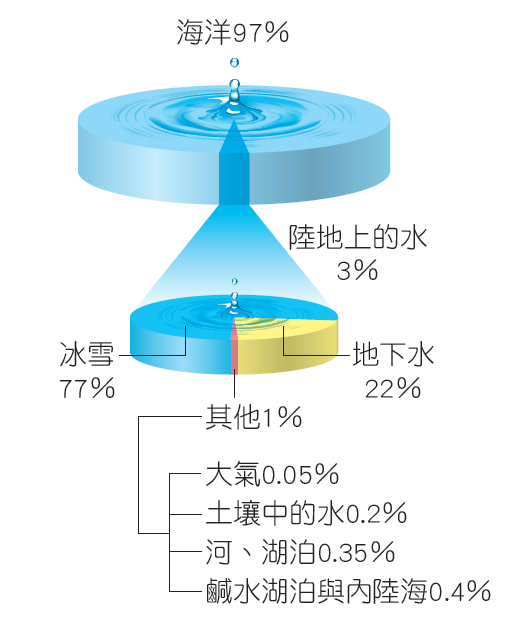 海洋97%
陸地上的水
3%
冰雪
77%
地下水
22%
其他1%
大氣0.05%
土壤中的水0.2%
河、湖泊0.35%
鹹水湖泊與內陸海0.4%